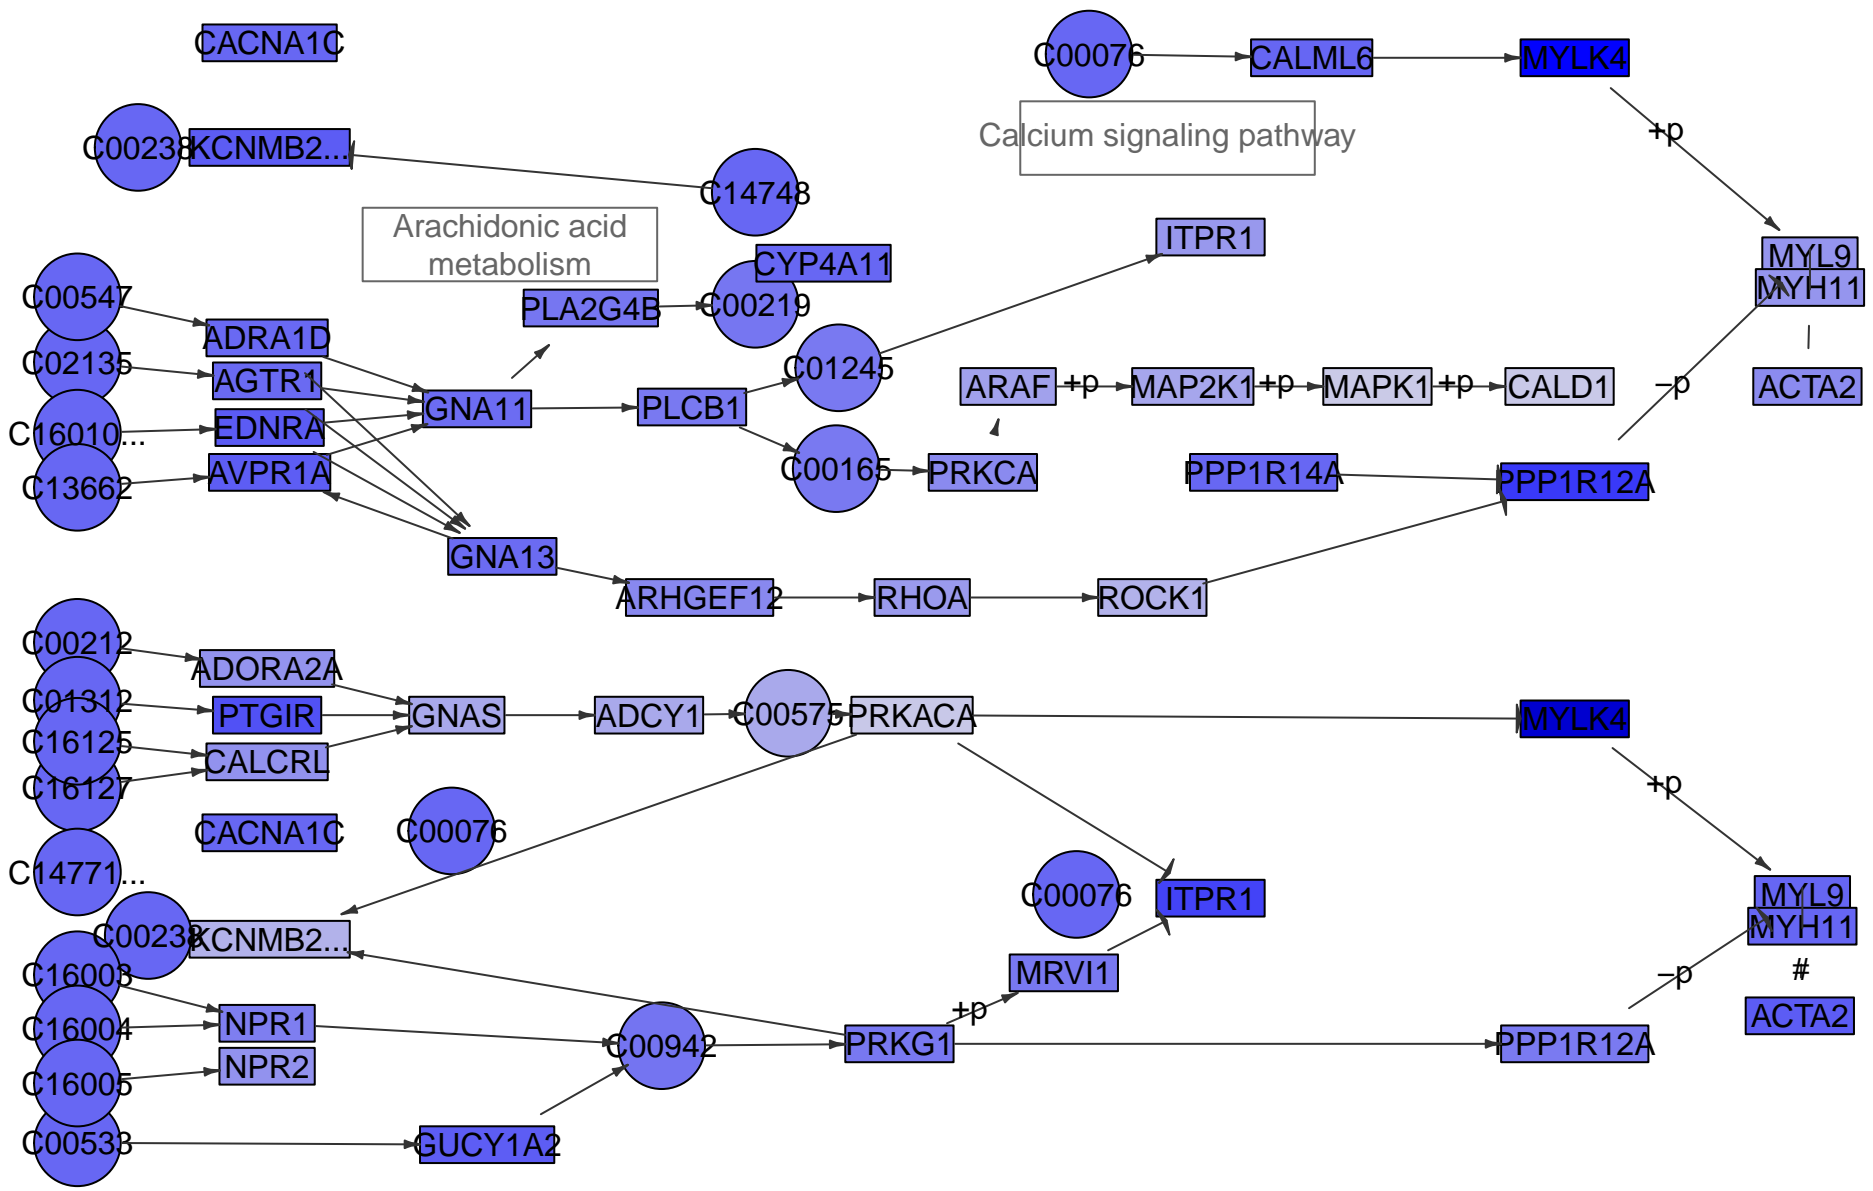 CACNA1C
C00076
CALML6
MYLK4
+p
Calcium signaling pathway
C00238
KCNMB2...
C14748
Arachidonic acid
metabolism
ITPR1
MYL9
CYP4A11
MYH11
C00547
PLA2G4B
C00219
ADRA1D
C02135
C01245
AGTR1
ARAF
+p
MAP2K1
+p
MAPK1
+p
CALD1
–p
ACTA2
GNA11
PLCB1
C16010...
EDNRA
C00165
PRKCA
AVPR1A
PPP1R14A
PPP1R12A
C13662
GNA13
ARHGEF12
RHOA
ROCK1
C00212
ADORA2A
C01312
PTGIR
GNAS
ADCY1
C00575
PRKACA
MYLK4
C16125
CALCRL
C16127
+p
CACNA1C
C00076
C14771...
C00076
ITPR1
MYL9
C00238
KCNMB2...
MYH11
C16003
MRVI1
–p
#
+p
C16004
NPR1
ACTA2
C00942
PRKG1
PPP1R12A
NPR2
C16005
C00533
GUCY1A2